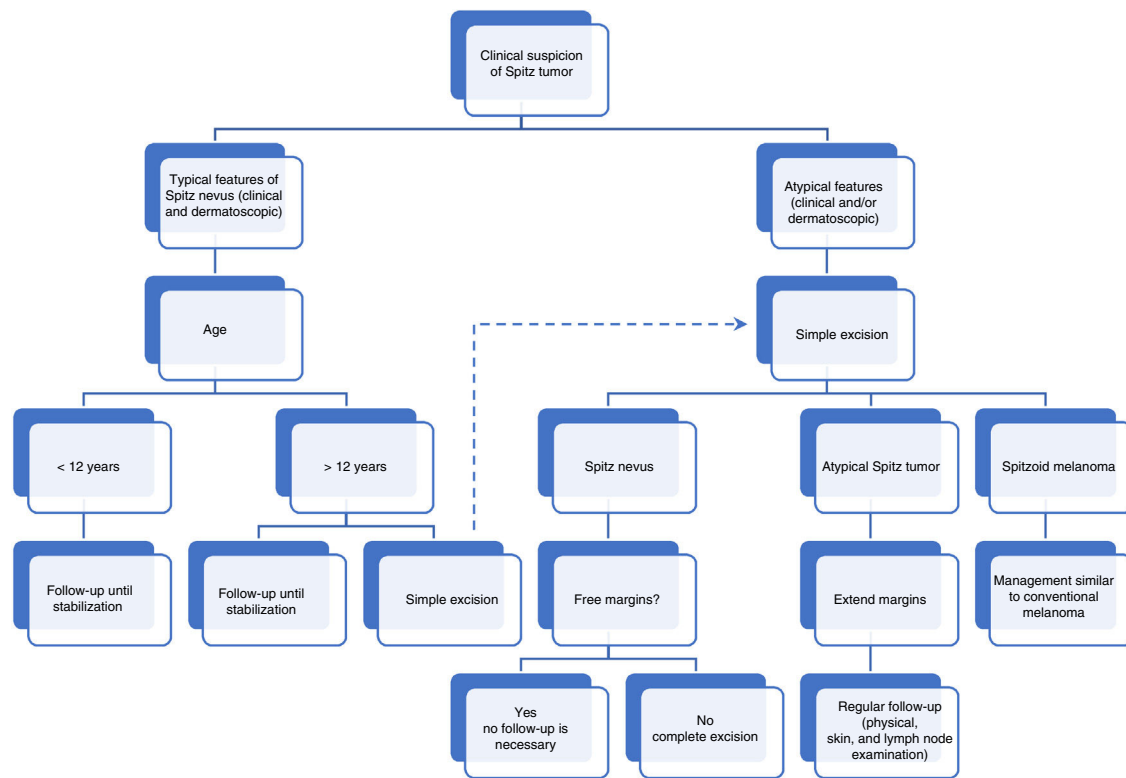 Clinical suspicion
of Spitz tumor
Typical features of
Spitz nevus (clinical
and dermatoscopic)
Atypical features
(clinical and/or
dermatoscopic)
Age
Simple excision
< 12 years
> 12 years
Spitz nevus
Atypical Spitz tumor
Spitzoid melanoma
Follow-up until
stabilization
Follow-up until
stabilization
Simple excision
Free margins?
Extend margins
Management similar
to conventional
melanoma
Yes
no follow-up is
necessary
No
complete excision
Regular follow-up
(physical,
skin, and lymph node
examination)